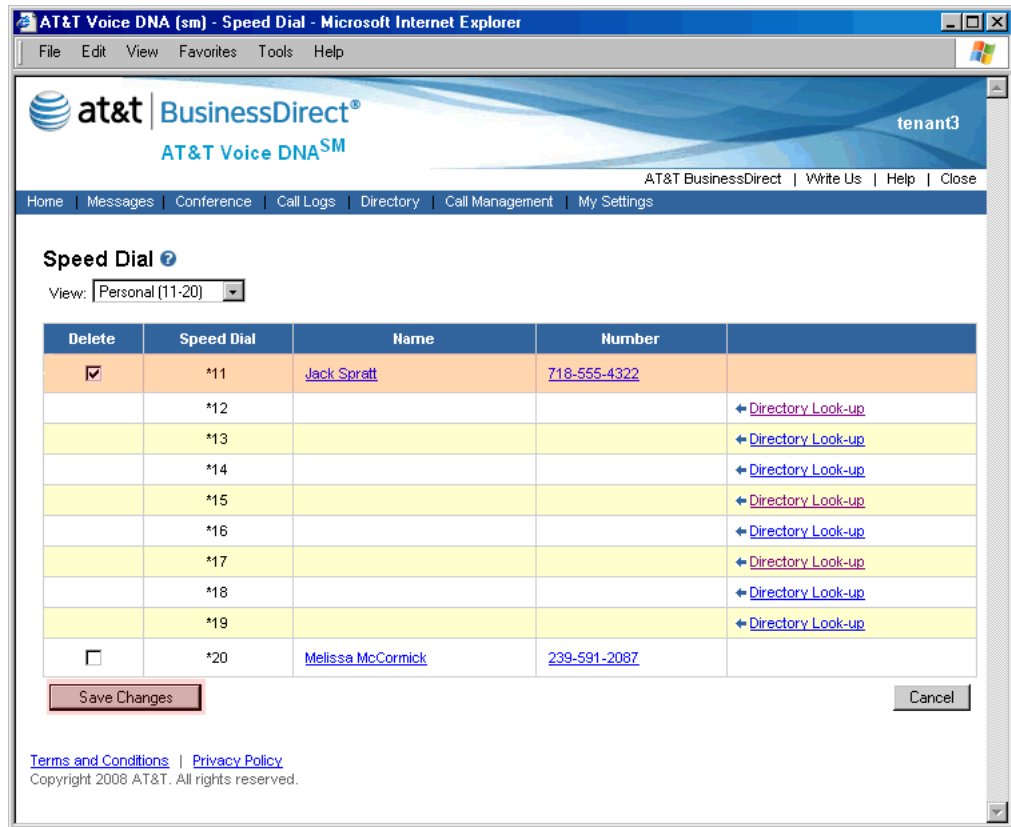 AT&T Voice DNA (sm) - Speed Dial - Microsoft Internet Explorer
File Edit View Favorites Tools Help
at&t | BusinessDirect®
tenant3
AT&T Voice DNASM
AT&T BusinessDirect | Write Us | Help | Close
Home | Messages | Conference | Call Logs | Directory | Call Management | My Settings
Speed Dial ?
View: Personal (11-20)
Delete Speed Dial Name Number
*11 Jack Spratt 718-555-4322
*12 Directory Look-up
*13 Directory Look-up
*14 Directory Look-up
*15 Directory Look-up
*16 Directory Look-up
*17 Directory Look-up
*18 Directory Look-up
*19 Directory Look-up
*20 Melissa McCormick 239-591-2087
Save Changes Cancel
Terms and Conditions | Privacy Policy
Copyright 2008 AT&T. All rights reserved.